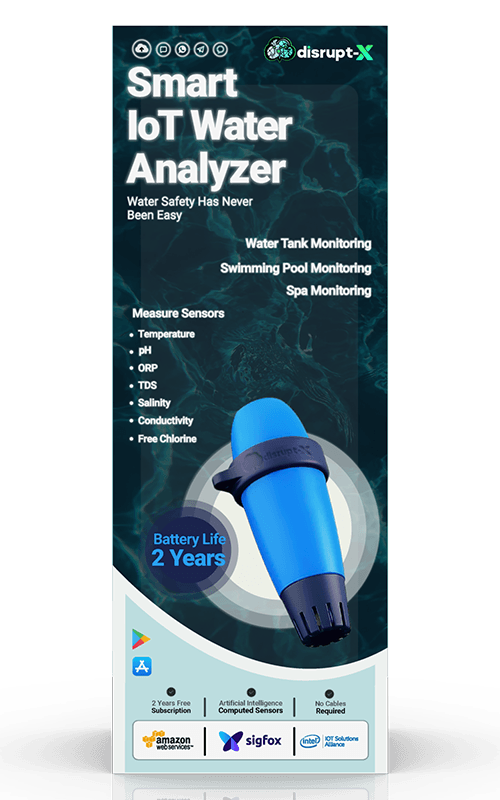 disrupt-X
Smart
IoT Water
Analyzer
Water Safety Has Never
Been Easy
Water Tank Monitoring
Swimming Pool Monitoring
Spa Monitoring
Measure Sensors
• Temperature
• pH
• ORP
• TDS
• Salinity
• Conductivity
• Free Chlorine
disrupt-X
Battery Life
2 Years
2 Years Free
Subscription
Artificial Intelligence
Computed Sensors
No Cables
Required
amazon
webservices™
sigfox
intel
IOT Solutions
Alliance